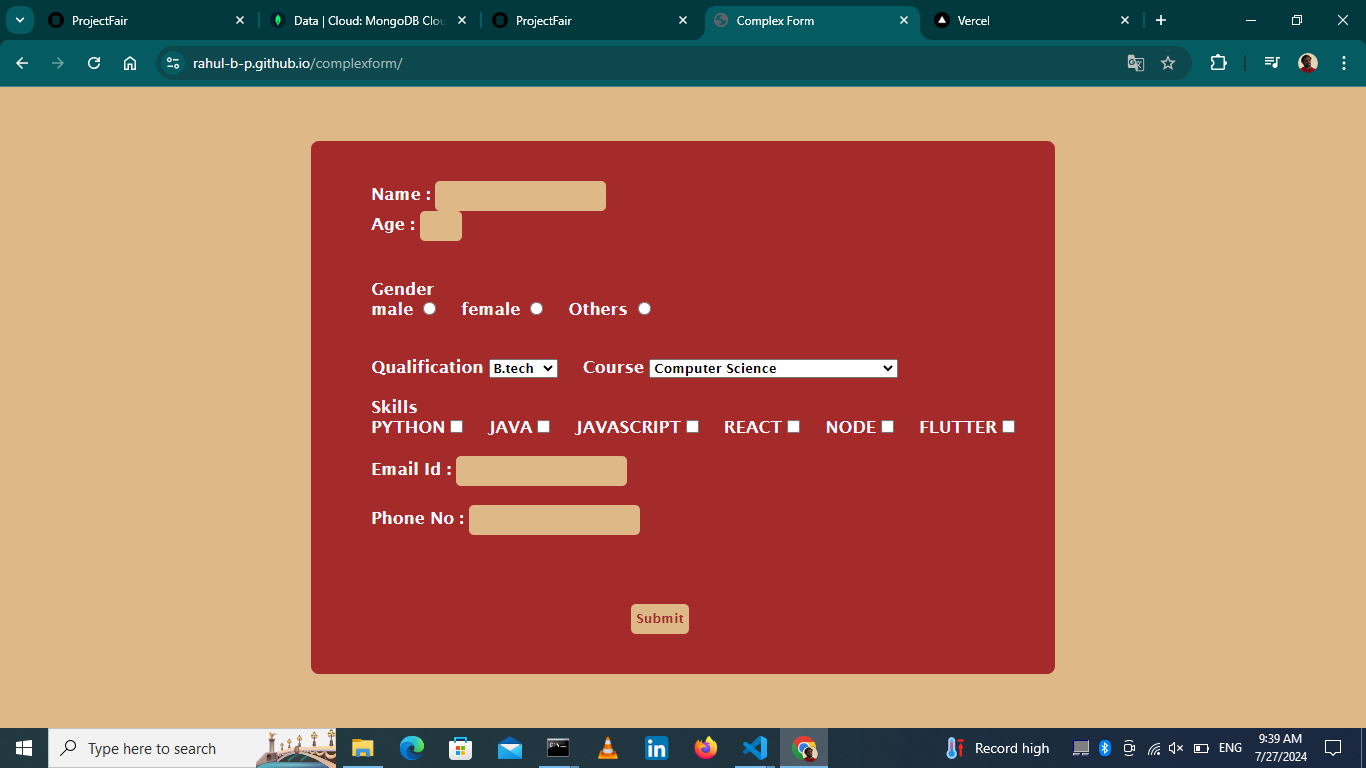 ProjectFair
Data | Cloud: MongoDB Clou
ProjectFair
Complex Form
Vercel
rahul-b-p.github.io/complexform/
Name :
Age :
Gender
male female Others
Qualification B.tech Course Computer Science
Skills
PYTHON JAVA JAVASCRIPT REACT NODE FLUTTER
Email Id :
Phone No :
Submit
Type here to search
Record high
ENG
9:39 AM
7/27/2024